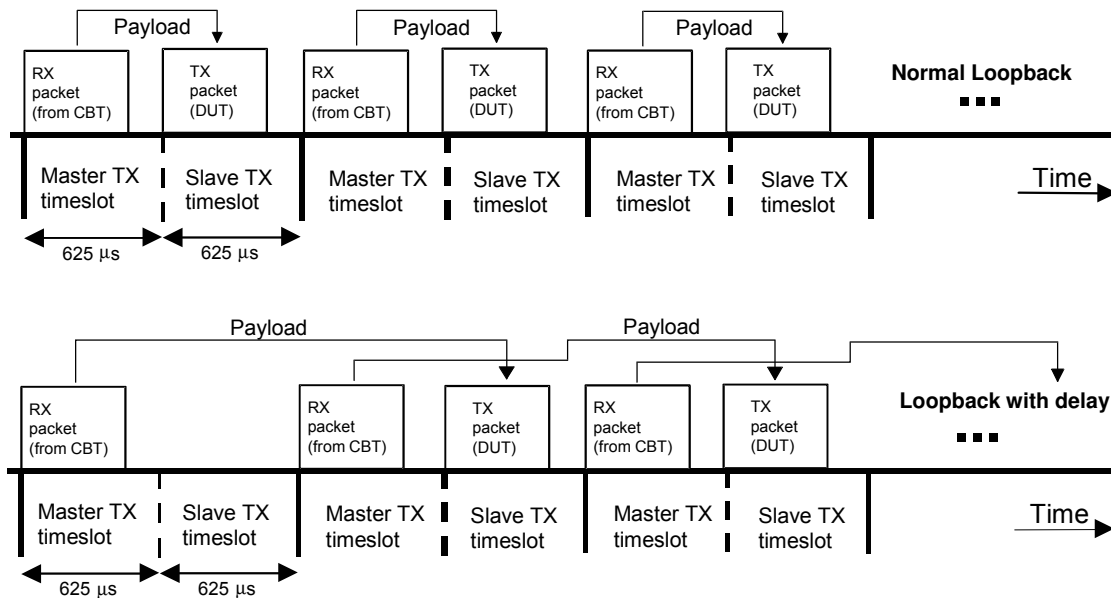 Payload
Payload
Payload
RX
packet
(from CBT)
TX
packet
(DUT)
RX
packet
(from CBT)
TX
packet
(DUT)
RX
packet
(from CBT)
TX
packet
(DUT)
Normal Loopback
Master TX
timeslot
Slave TX
timeslot
Master TX
timeslot
Slave TX
timeslot
Master TX
timeslot
Slave TX
timeslot
Time
625 μs
625 μs
Payload
Payload
RX
packet
(from CBT)
RX
packet
(from CBT)
TX
packet
(DUT)
RX
packet
(from CBT)
TX
packet
(DUT)
Loopback with delay
Master TX
timeslot
Slave TX
timeslot
Master TX
timeslot
Slave TX
timeslot
Master TX
timeslot
Slave TX
timeslot
Time
625 μs
625 μs